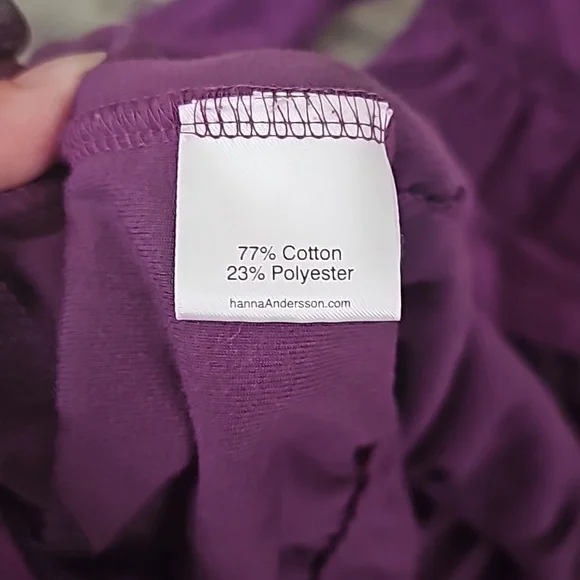 77% Cotton
23% Polyester
hannaAndersson.com